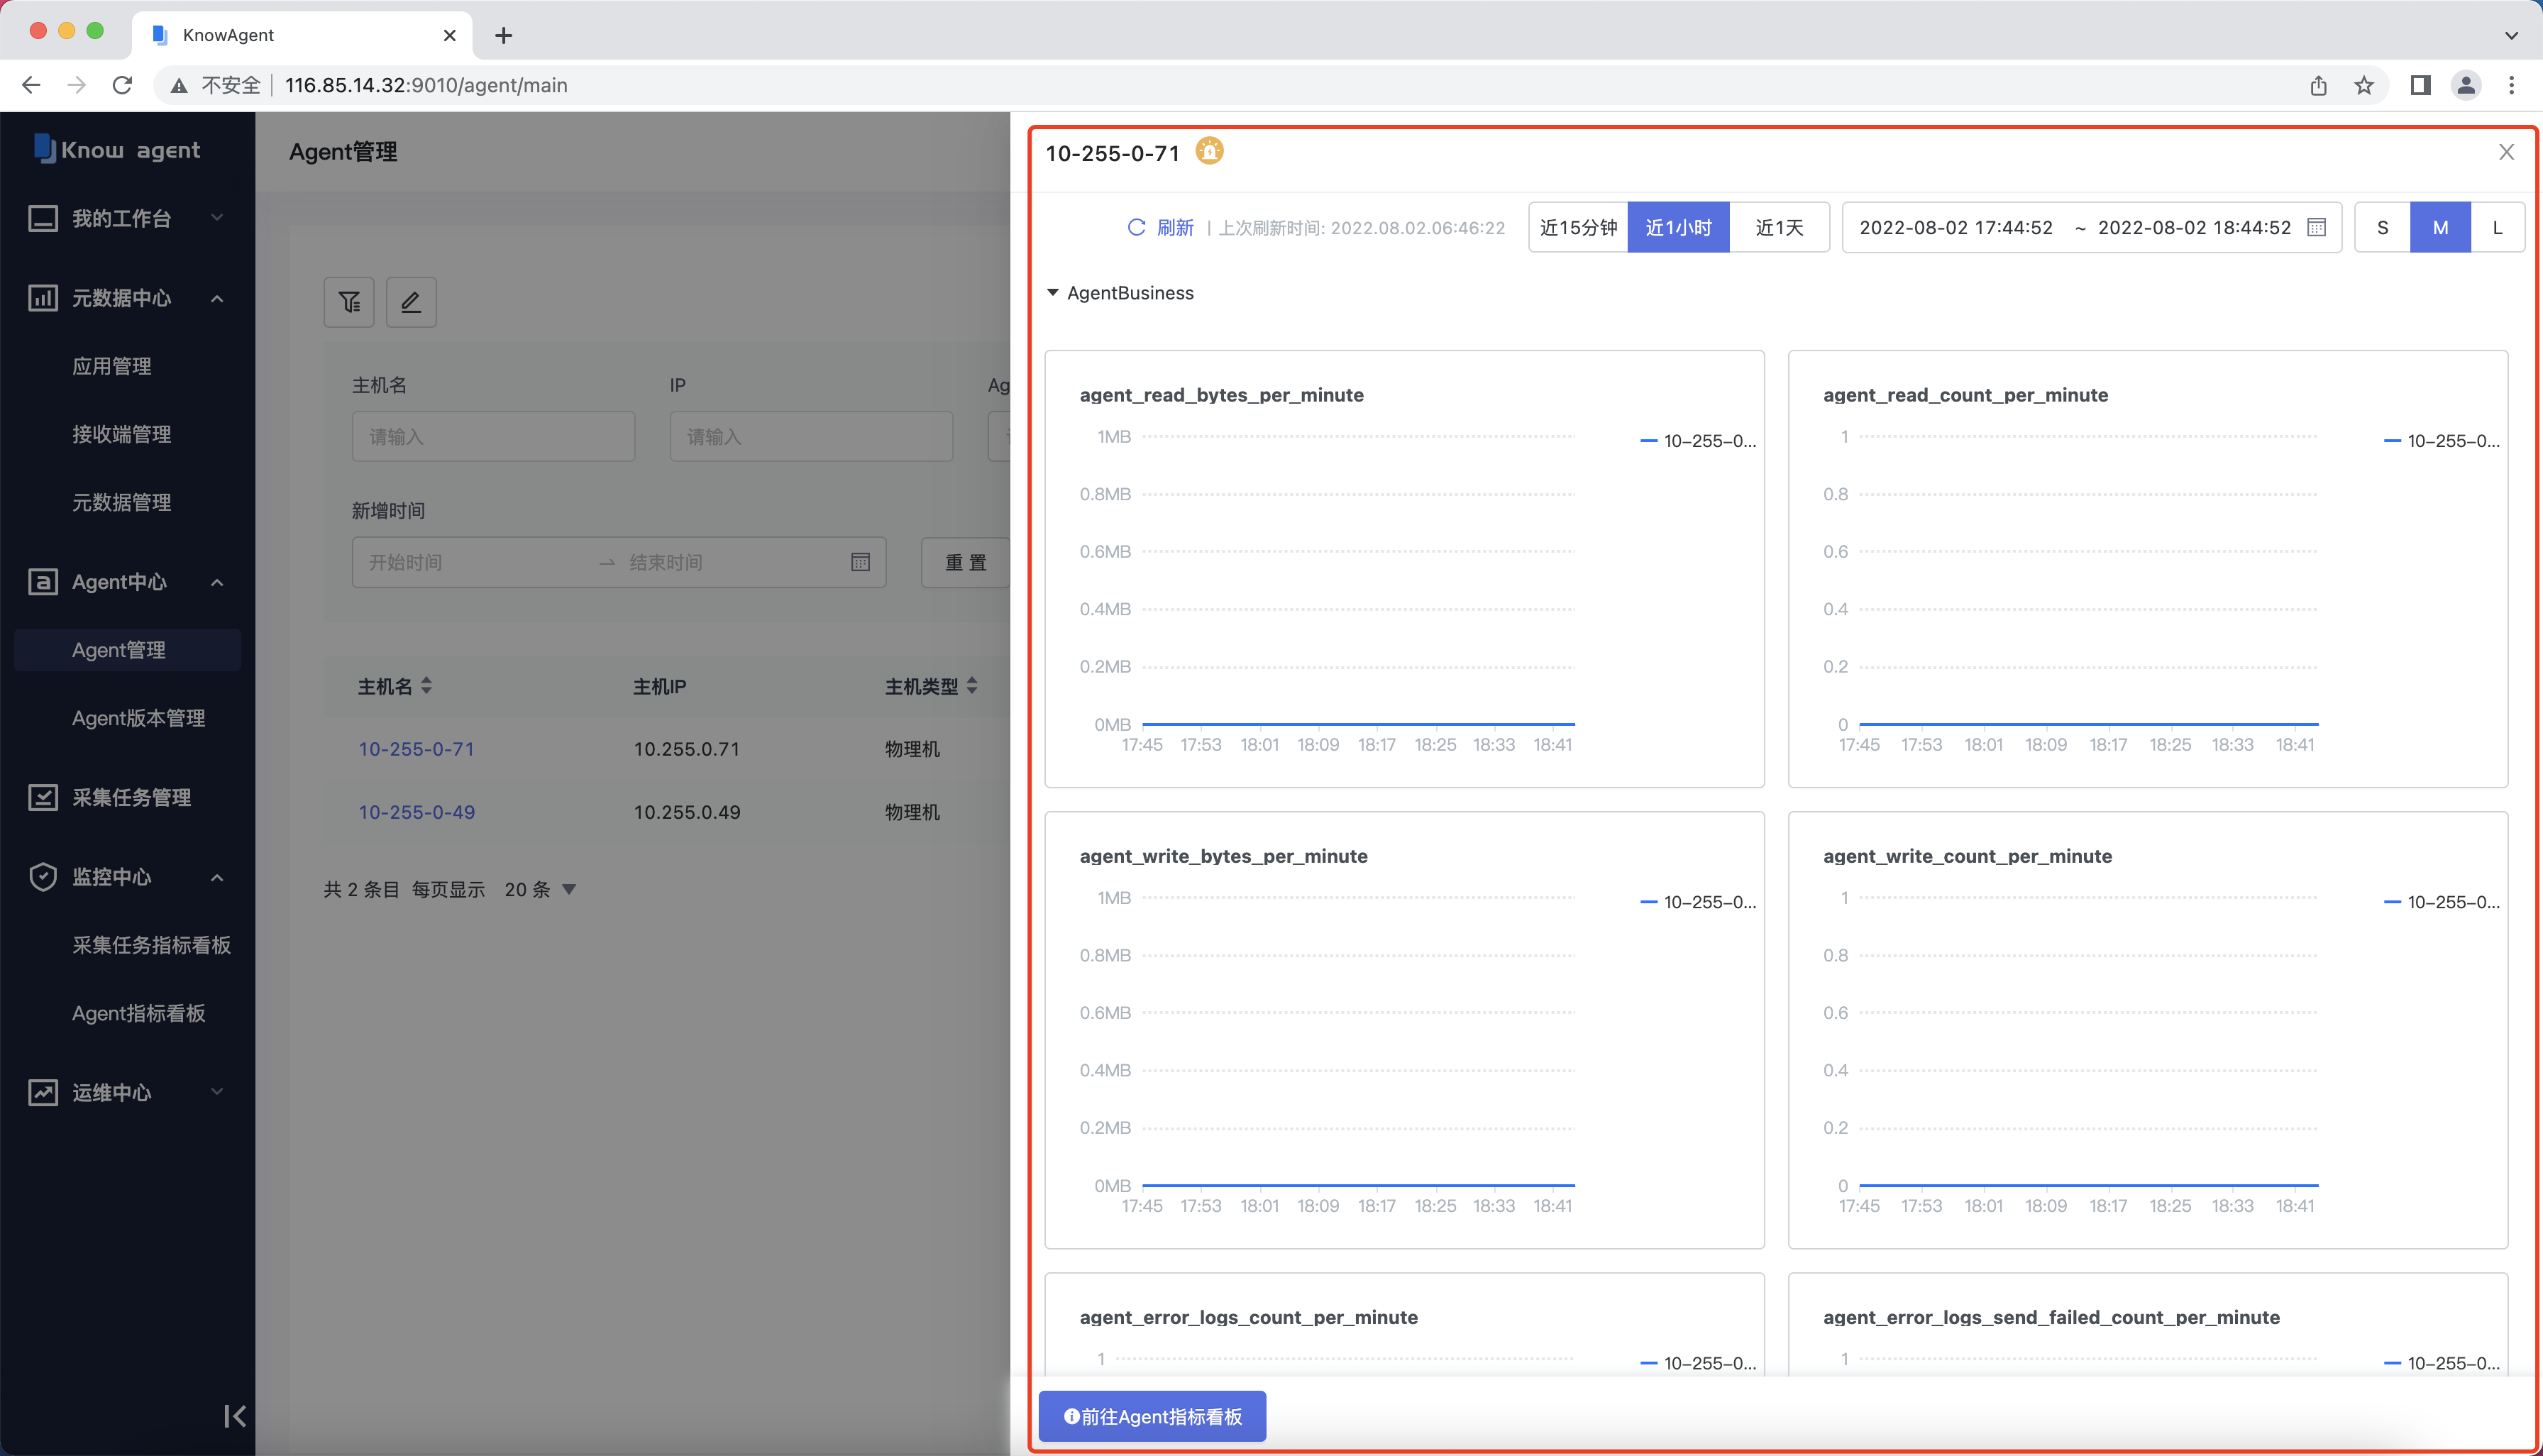 KnowAgent
不安全 116.85.14.32:9010/agent/main
Know agent
我的工作台
元数据中心
应用管理
接收端管理
元数据管理
Agent中心
Agent管理
Agent版本管理
采集任务管理
监控中心
采集任务指标看板
Agent指标看板
运维中心
Agent管理
主机名 IP Ag
请输入 请输入
新增时间
开始时间 → 结束时间 重 置
主机名 主机IP 主机类型
10-255-0-71 10.255.0.71 物理机
10-255-0-49 10.255.0.49 物理机
共 2 条目 每页显示 20 条
10-255-0-71
刷新 | 上次刷新时间: 2022.08.02.06:46:22 近15分钟 近1小时 近1天 2022-08-02 17:44:52 ~ 2022-08-02 18:44:52 S M L
AgentBusiness
agent_read_bytes_per_minute
1MB
0.8MB
0.6MB
0.4MB
0.2MB
0MB
17:45 17:53 18:01 18:09 18:17 18:25 18:33 18:41
10-255-0...
agent_read_count_per_minute
1
0.8
0.6
0.4
0.2
0
17:45 17:53 18:01 18:09 18:17 18:25 18:33 18:41
10-255-0...
agent_write_bytes_per_minute
1MB
0.8MB
0.6MB
0.4MB
0.2MB
0MB
17:45 17:53 18:01 18:09 18:17 18:25 18:33 18:41
10-255-0...
agent_write_count_per_minute
1
0.8
0.6
0.4
0.2
0
17:45 17:53 18:01 18:09 18:17 18:25 18:33 18:41
10-255-0...
agent_error_logs_count_per_minute
1
10-255-0...
agent_error_logs_send_failed_count_per_minute
1
10-255-0...
前往Agent指标看板